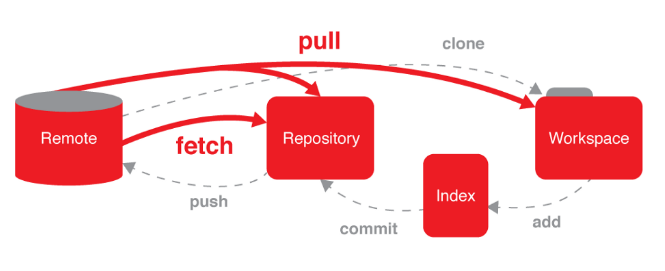 pull
clone
Remote
fetch
Repository
Workspace
push
Index
commit
add